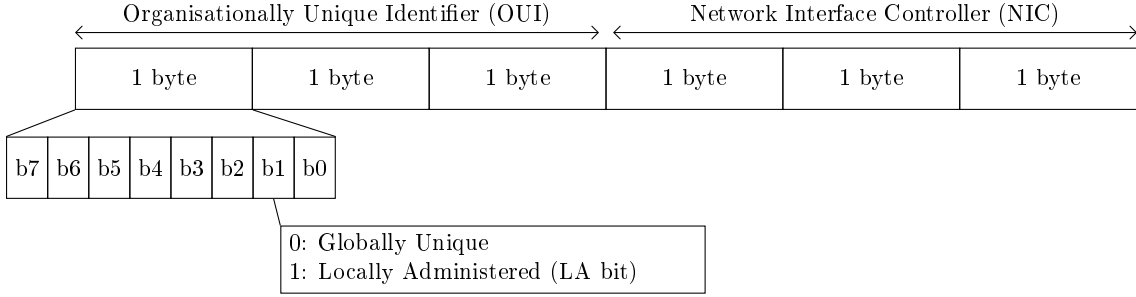 Organisationally Unique Identifier (OUI) Network Interface Controller (NIC)
1 byte 1 byte 1 byte 1 byte 1 byte 1 byte
b7 b6 b5 b4 b3 b2 b1 b0
0: Globally Unique
1: Locally Administered (LA bit)